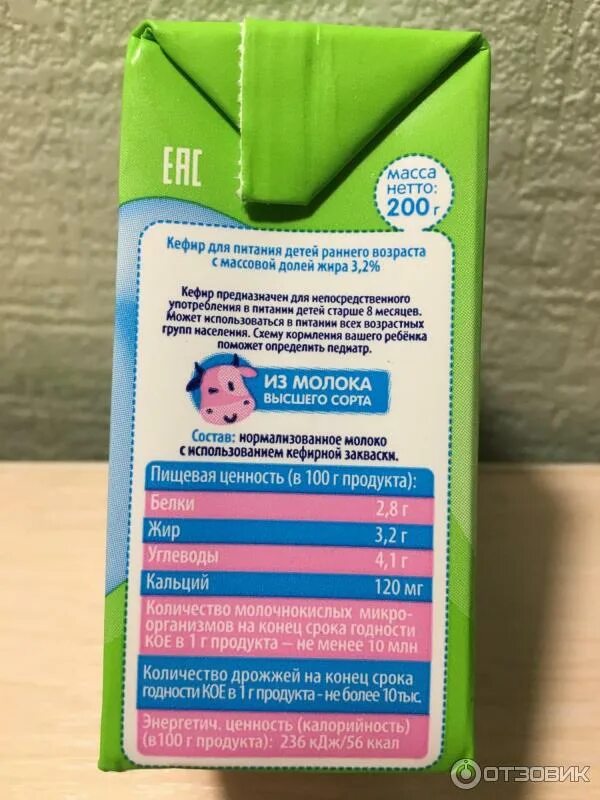 EAC
масса
нетто:
200 г
Кефир для питания детей раннего возраста
с массовой долей жира 3,2%
Кефир предназначен для непосредственного
употребления в питании детей старше 8 месяцев.
Может использоваться в питании всех возрастных
групп населения. Схему кормления вашего ребёнка
поможет определить педиатр.
ИЗ МОЛОКА
ВЫСШЕГО СОРТА
Состав: нормализованное молоко
с использованием кефирной закваски.
Пищевая ценность (в 100 г продукта):
Белки 2,8 г
Жир 3,2 г
Углеводы 4,1 г
Кальций 120 мг
Количество молочнокислых микро-
организмов на конец срока годности
КОЕ в 1 г продукта – не менее 10 млн
Количество дрожжей на конец срока
годности КОЕ в 1 г продукта - не более 10 тыс.
Энергетич. ценность (калорийность)
(в 100 г продукта): 236 кДж/56 ккал
ОТЗОВИК